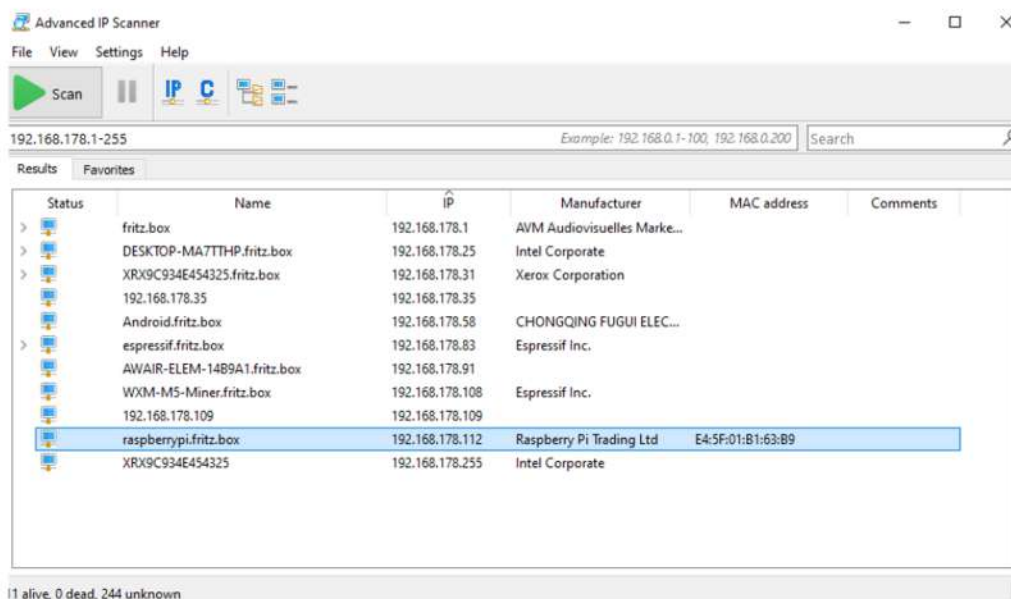 Advanced IP Scanner
File View Settings Help
Scan IP C
192.168.178.1-255 Example: 192.168.0.1-100, 192.168.0.200 Search
Results Favorites
Status Name IP Manufacturer MAC address Comments
fritz.box 192.168.178.1 AVM Audiovisuelles Marke...
DESKTOP-MA7TTHP.fritz.box 192.168.178.25 Intel Corporate
XRX9C934E454325.fritz.box 192.168.178.31 Xerox Corporation
192.168.178.35 192.168.178.35
Android.fritz.box 192.168.178.58 CHONGQING FUGUI ELEC...
espressif.fritz.box 192.168.178.83 Espressif Inc.
AWAIR-ELEM-14B9A1.fritz.box 192.168.178.91
WXM-M5-Miner.fritz.box 192.168.178.108 Espressif Inc.
192.168.178.109 192.168.178.109
raspberrypi.fritz.box 192.168.178.112 Raspberry Pi Trading Ltd E4:5F:01:B1:63:B9
XRX9C934E454325 192.168.178.255 Intel Corporate
11 alive, 0 dead, 244 unknown